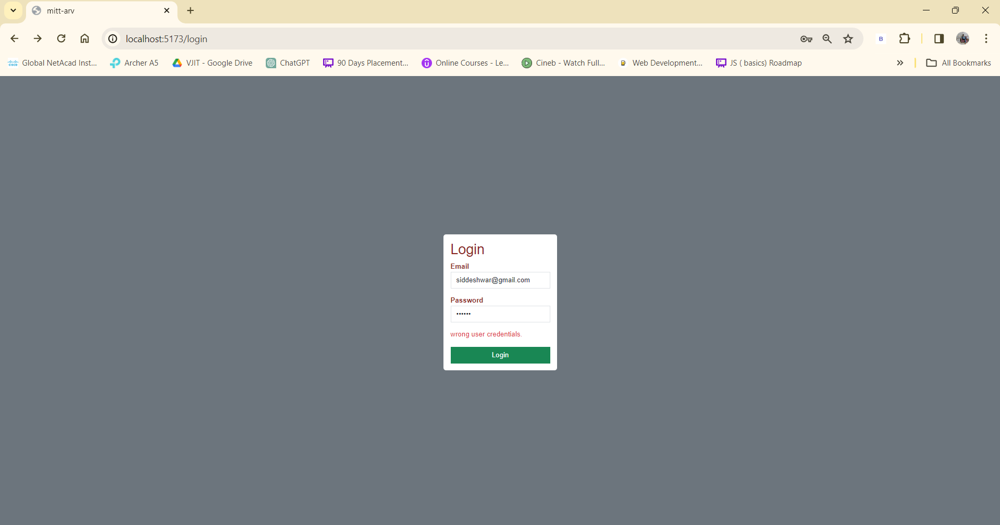 mitt-arv
localhost:5173/login
B
Global NetAcad Inst... Archer A5 VJIT - Google Drive ChatGPT 90 Days Placement... Online Courses - Le... Cineb - Watch Full... Web Development... JS ( basics) Roadmap All Bookmarks
Login
Email
siddeshwar@gmail.com
Password
••••••
wrong user credentials.
Login